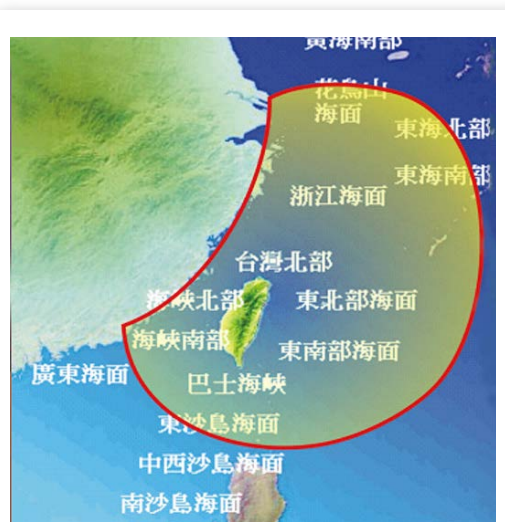 黃海南部
花鳥山
海面
東海北部
東海南部
浙江海面
台灣北部
海峽北部
東北部海面
海峽南部
東南部海面
廣東海面
巴士海峽
東沙島海面
中西沙島海面
南沙島海面